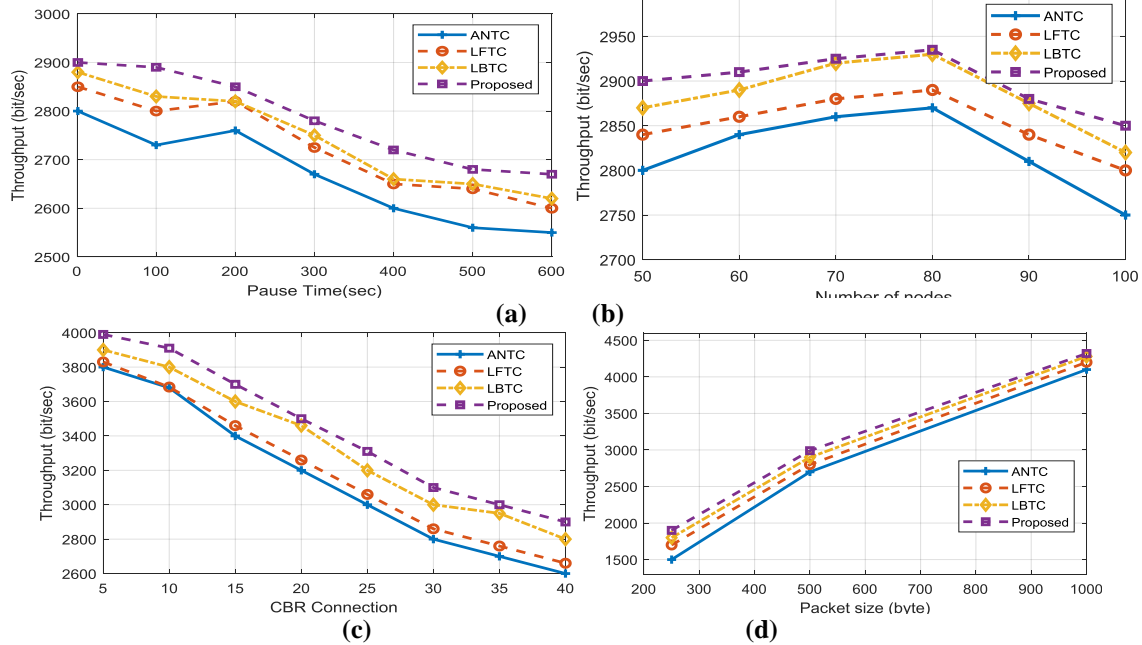 3000
2900
2800
2700
2600
2500
Throughput (bit/sec)
0 100 200 300 400 500 600
Pause Time(sec)
ANTC
LFTC
LBTC
Proposed
(a)
2950
2900
2850
2800
2750
2700
Throughput (bit/sec)
50 60 70 80 90 100
Number of nodes
ANTC
LFTC
LBTC
Proposed
(b)
4000
3800
3600
3400
3200
3000
2800
2600
Throughput (bit/sec)
5 10 15 20 25 30 35 40
CBR Connection
ANTC
LFTC
LBTC
Proposed
(c)
4500
4000
3500
3000
2500
2000
1500
Throughput (bit/sec)
200 300 400 500 600 700 800 900 1000
Packet size (byte)
ANTC
LFTC
LBTC
Proposed
(d)